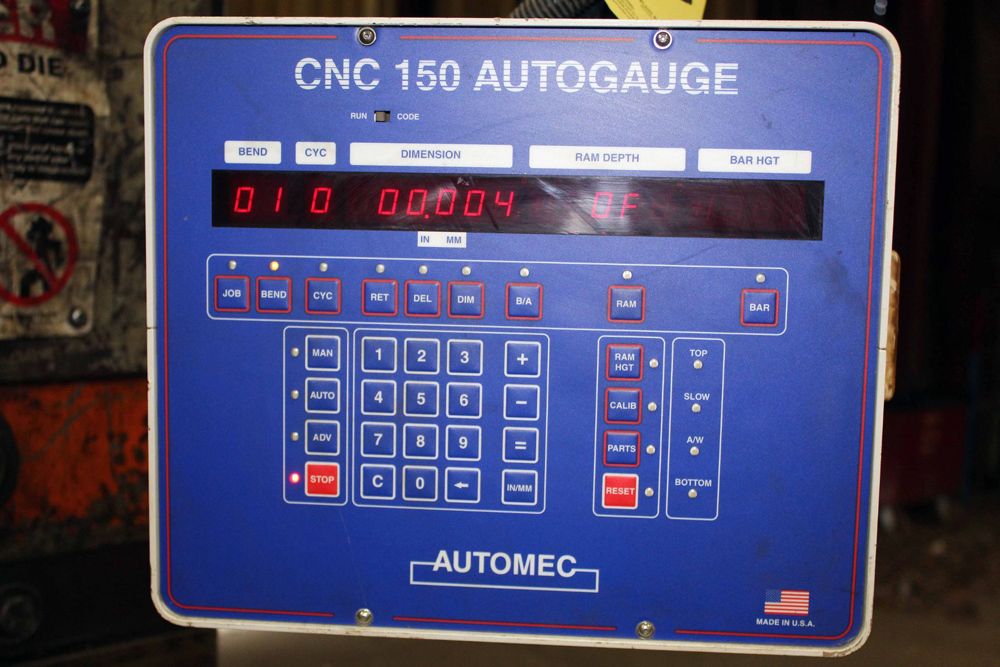 D DIE
CNC 150 AUTOGAUGE
RUN CODE
BEND CYC DIMENSION RAM DEPTH BAR HGT
01 0 00.004 OF
IN MM
JOB BEND CYC RET DEL DIM B/A RAM BAR
MAN 1 2 3 + RAM HGT TOP
AUTO 4 5 6 - CALIB SLOW
ADV 7 8 9 = PARTS A/W
STOP C 0 ← IN/MM RESET BOTTOM
AUTOMEC
MADE IN U.S.A.